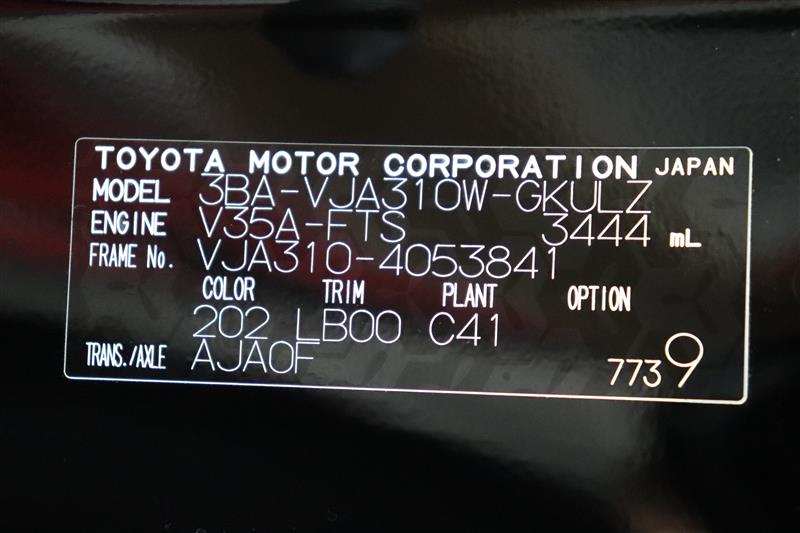 TOYOTA MOTOR CORPORATION JAPAN
MODEL 3BA-VJA310W-GKULZ
ENGINE V35A-FTS 3444 mL
FRAME No. VJA310-4053841
COLOR TRIM PLANT OPTION
202 LB00 C41
TRANS./AXLE AJA0F 7739